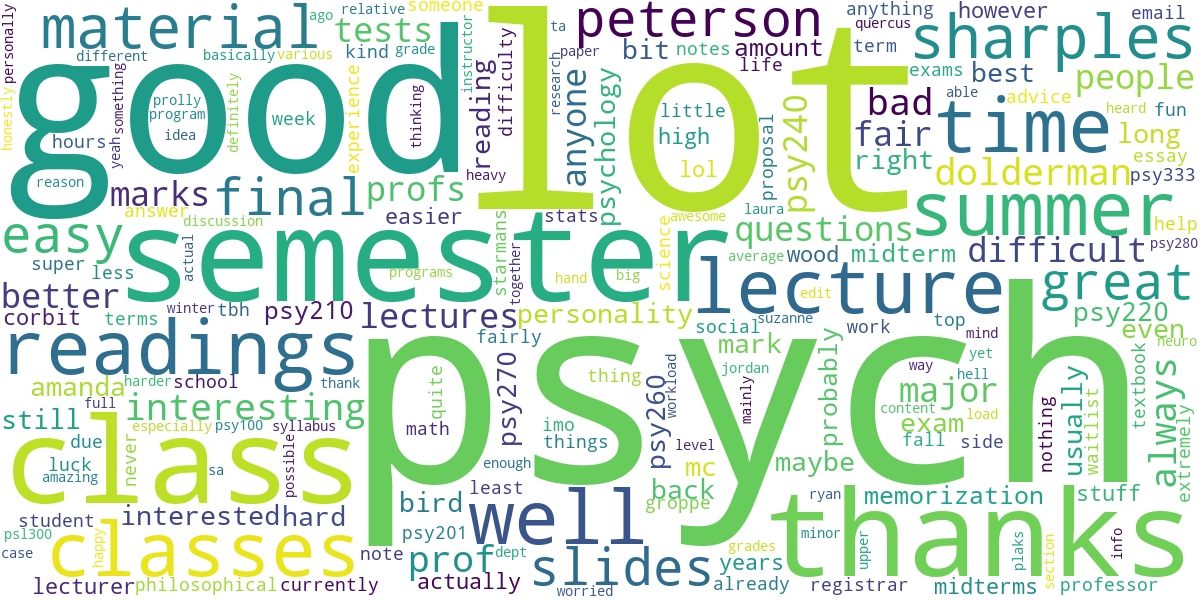 personally
material
different
ago
relative
basically
various
someone
tests
kind
grade
difficulty
instructor
ta
peterson
bit
notes
amount
life
paper
research
anything
quercus
term
however
email
sharples
exams
best
people
good
lot
time
honestly
yeah
something
hours
prolly
program
idea
definitely
week
experience
thinking
reading
heavy
anyone
psychology
little
high
lol
proposal
psy240
bad
fair
right
able
advice
heard
fun
long
essay
dolderman
psy333
reason
marks
final
profs
answer
discussion
easier
stats
awesome
laura
questions
summer
help
psy280
easy
super
less
actual
semester
programs
starmans
together
hand
big
science
average
wood
midterm
difficult
lecture
great
better
corbit
terms
winter
tbh
psy210
lectures
personality
fairly
social
suzanne
edit
work
top
mind
psy220
even
neuro
readings
amanda
harder
school
thank
quite
psy270
thing
mark
jordan
workload
mainly
probably
way
hell
yet
major
content
load
textbook
always
interesting
full
especially
psy100
syllabus
still
due
luck
amazing
never
class
sa
possible
math
psych
imo
things
psy260
level
exam
fall
side
nothing
usually
waitlist
extremely
enough
mc
maybe
back
groppe
least
bird
well
ryan
memorization
stuff
student
interested
hard
psl300
case
happy
classes
note
psy201
prof
dept
slides
grades
years
minor
thanks
upper
plaks
info
section
lecturer
philosophical
currently
actually
worried
already
registrar
midterms
professor